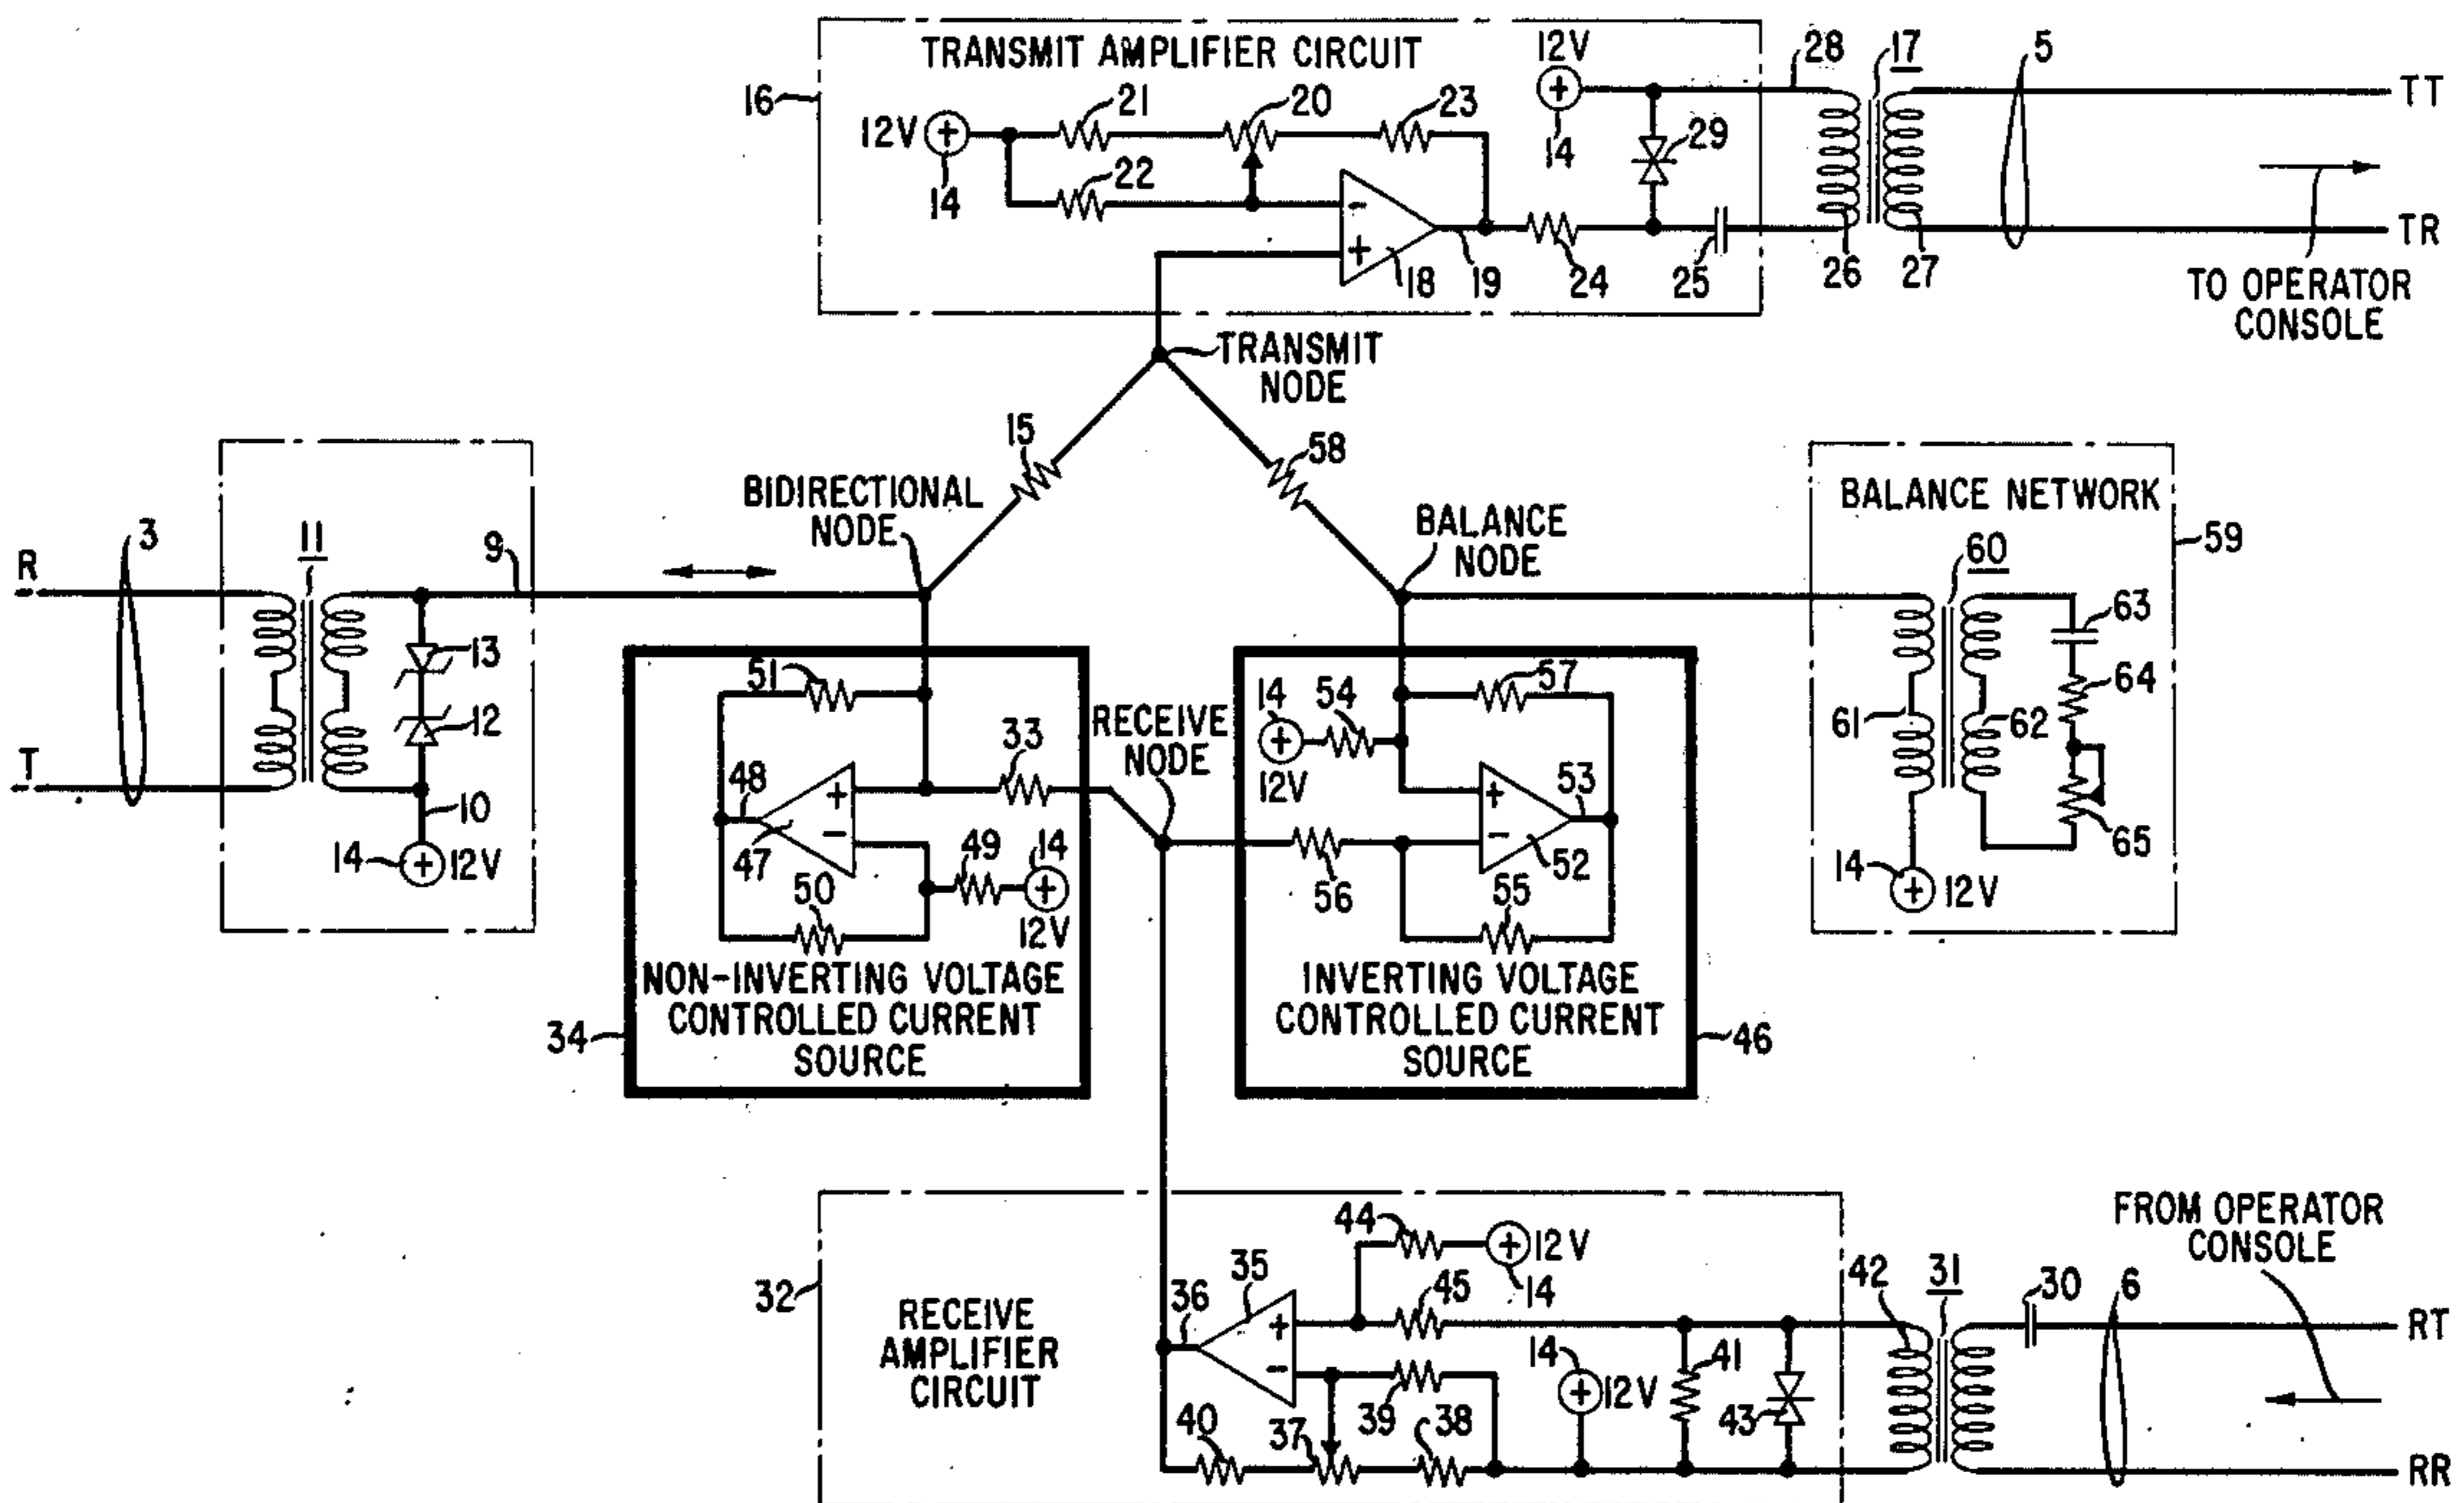 TRANSMIT AMPLIFIER CIRCUIT
16
12V
14
21
20
23
22
18
19
24
25
12V
14
29
28
17
26
27
5
TT
TR
TO OPERATOR
CONSOLE
TRANSMIT
NODE
15
58
BIDIRECTIONAL
NODE
BALANCE
NODE
R
T
3
11
9
13
12
10
14
12V
BALANCE NETWORK
59
60
61
62
63
64
65
14
12V
51
33
48
47
49
14
12V
50
NON-INVERTING VOLTAGE
CONTROLLED CURRENT
SOURCE
34
RECEIVE
NODE
57
14
54
12V
53
52
56
55
INVERTING VOLTAGE
CONTROLLED CURRENT
SOURCE
46
32
RECEIVE
AMPLIFIER
CIRCUIT
44
12V
14
35
36
45
39
38
37
40
14
12V
41
43
42
31
30
6
FROM OPERATOR
CONSOLE
RT
RR